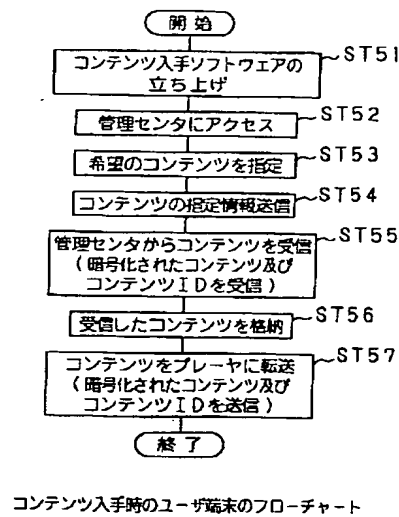 開始
コンテンツ入手ソフトウェアの
立ち上げ
ST51
管理センタにアクセス
ST52
希望のコンテンツを指定
ST53
コンテンツの指定情報送信
ST54
管理センタからコンテンツを受信
(暗号化されたコンテンツ及び
コンテンツIDを受信)
ST55
受信したコンテンツを格納
ST56
コンテンツをプレーヤに転送
(暗号化されたコンテンツ及び
コンテンツIDを送信)
ST57
終了
コンテンツ入手時のユーザ端末のフローチャート